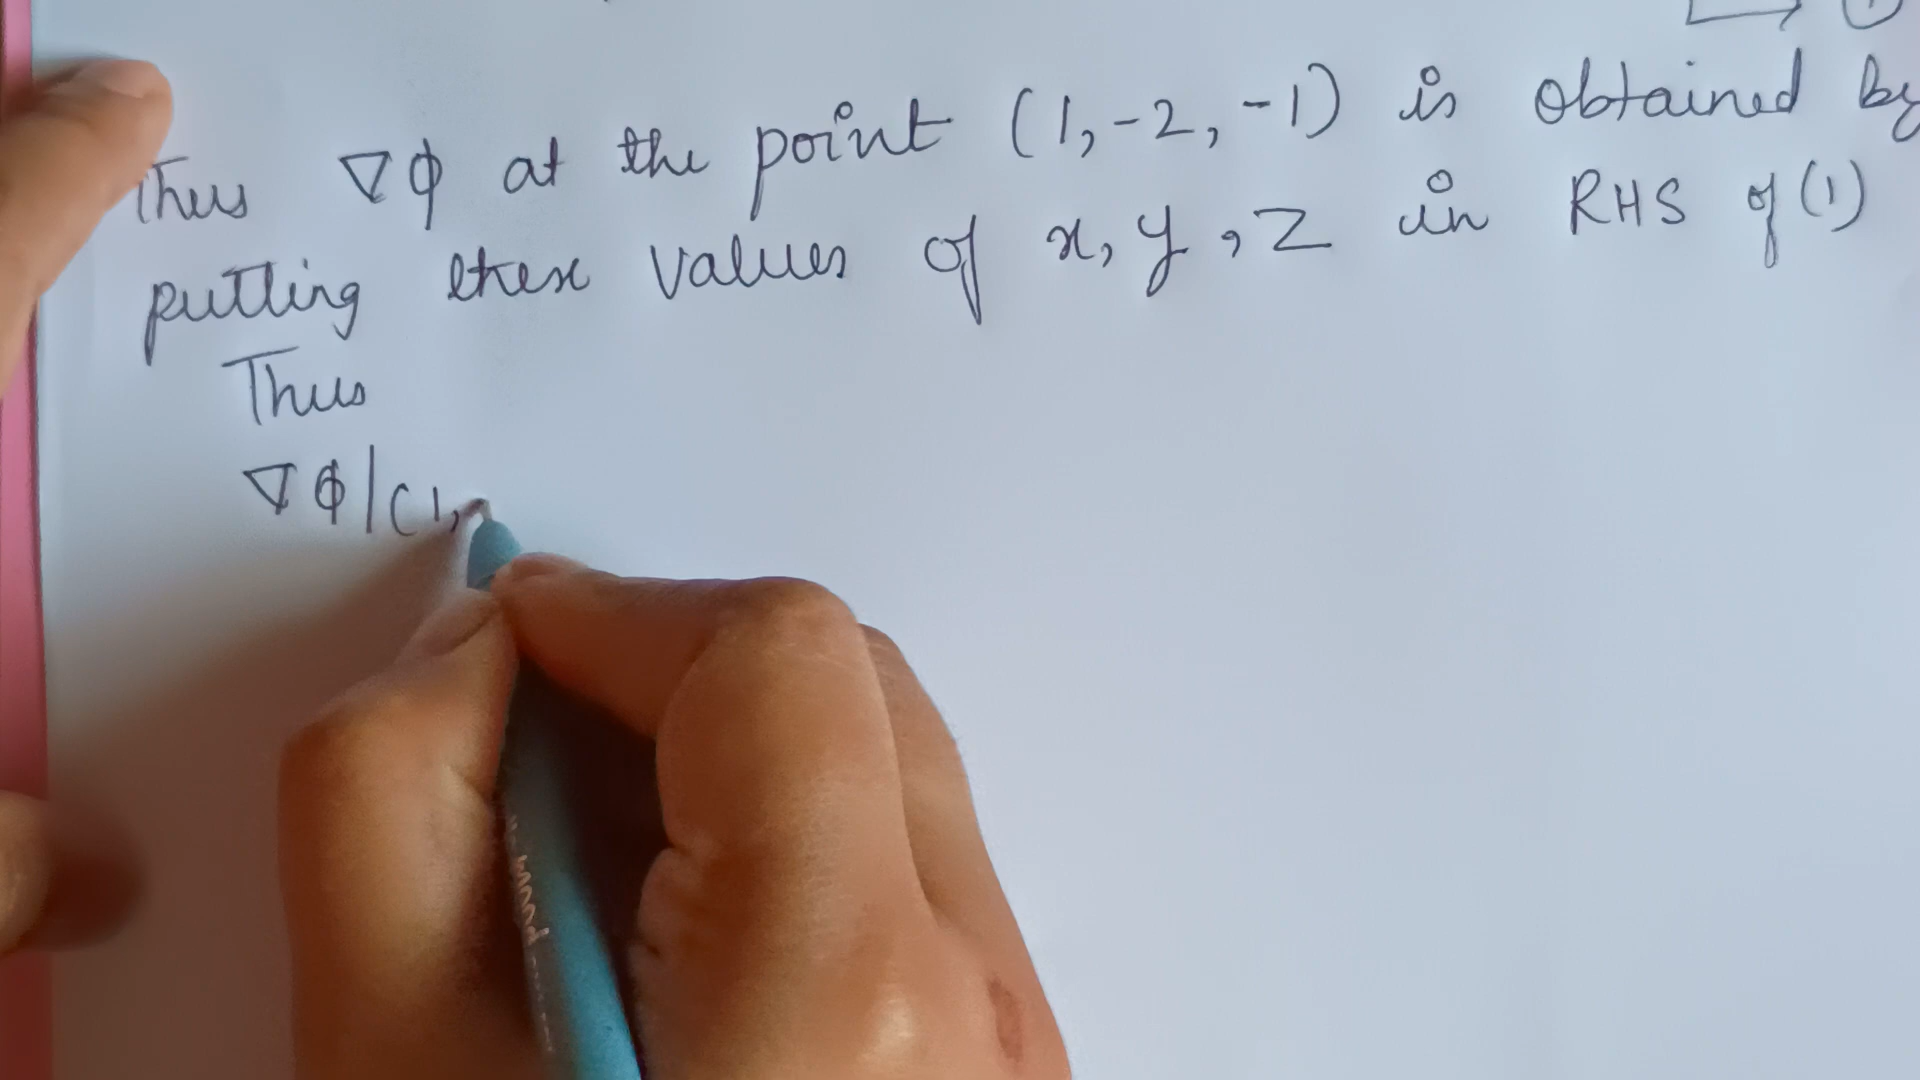 Thus ∇ϕ at the point (1,-2,-1) is obtained by
putting these values of x, y, z in RHS of (1)
Thus
∇ϕ|(1,